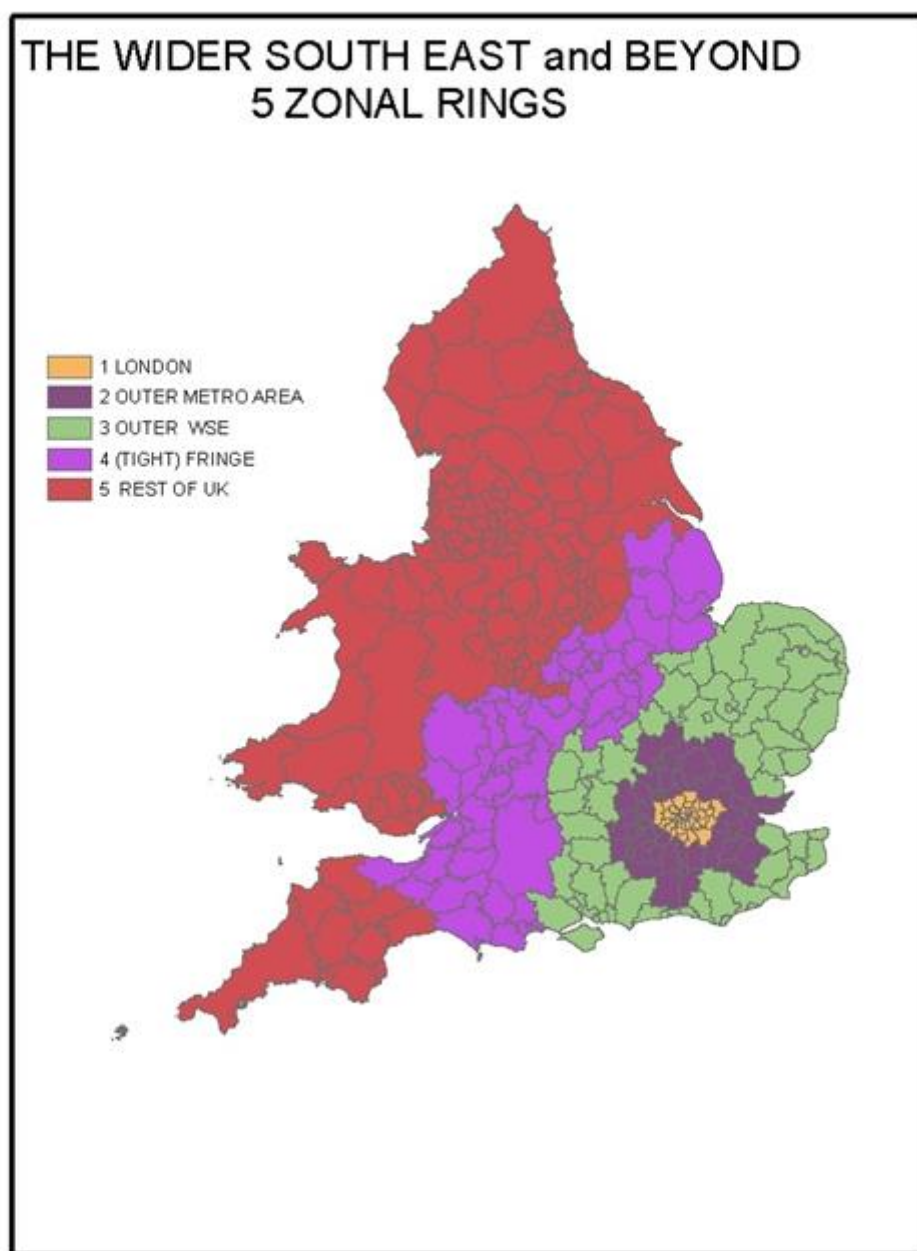 THE WIDER SOUTH EAST and BEYOND
5 ZONAL RINGS
1 LONDON
2 OUTER METRO AREA
3 OUTER WSE
4 (TIGHT) FRINGE
5 REST OF UK